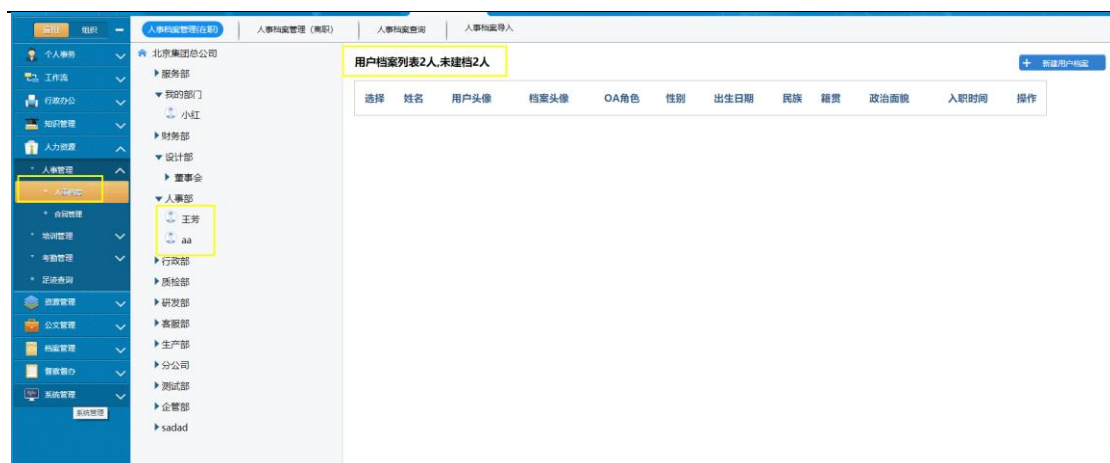 应用 组织
人事档案管理(在职) 人事档案管理（离职） 人事档案查询 人事档案导入
个人事务
工作流
行政办公
知识管理
人力资源
人事管理
人事档案
合同管理
培训管理
考勤管理
足迹查询
资源管理
公文管理
档案管理
督察督办
系统管理
系统管理
北京集团总公司
服务部
我的部门
小红
财务部
设计部
董事会
人事部
王芳
aa
行政部
质检部
研发部
客服部
生产部
分公司
测试部
企管部
sadad
用户档案列表2人,未建档2人
+ 新建用户档案
选择 姓名 用户头像 档案头像 OA角色 性别 出生日期 民族 籍贯 政治面貌 入职时间 操作